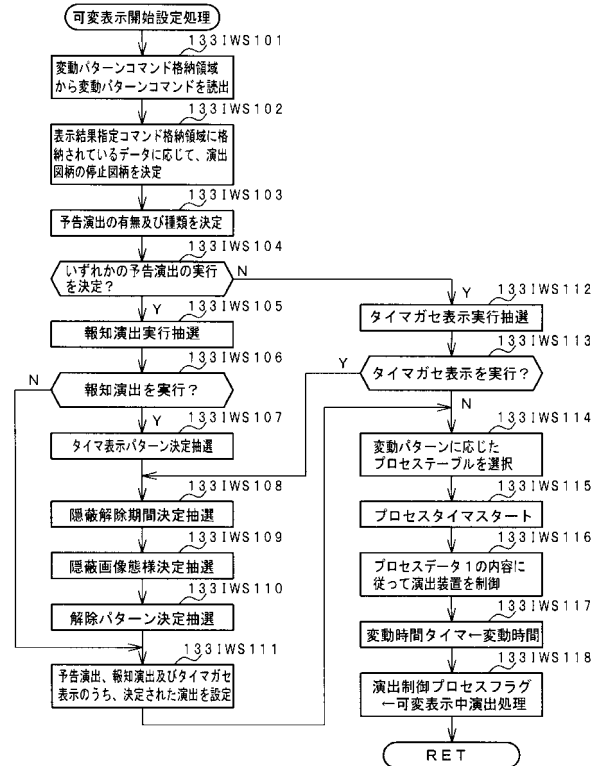 可変表示開始設定処理
133IWS101
変動パターンコマンド格納領域
から変動パターンコマンドを読出
133IWS102
表示結果指定コマンド格納領域に格
納されているデータに応じて、演出
図柄の停止図柄を決定
133IWS103
予告演出の有無及び種類を決定
133IWS104
いずれかの予告演出の実行
を決定?
N
Y
133IWS105
報知演出実行抽選
133IWS106
報知演出を実行?
N
Y
133IWS107
タイマ表示パターン決定抽選
133IWS108
隠蔽解除期間決定抽選
133IWS109
隠蔽画像態様決定抽選
133IWS110
解除パターン決定抽選
133IWS111
予告演出、報知演出及びタイマガセ
表示のうち、決定された演出を設定
Y
133IWS112
タイマガセ表示実行抽選
133IWS113
タイマガセ表示を実行?
Y
N
133IWS114
変動パターンに応じた
プロセステーブルを選択
133IWS115
プロセスタイマスタート
133IWS116
プロセスデータ1の内容に
従って演出装置を制御
133IWS117
変動時間タイマ←変動時間
133IWS118
演出制御プロセスフラグ
←可変表示中演出処理
RET